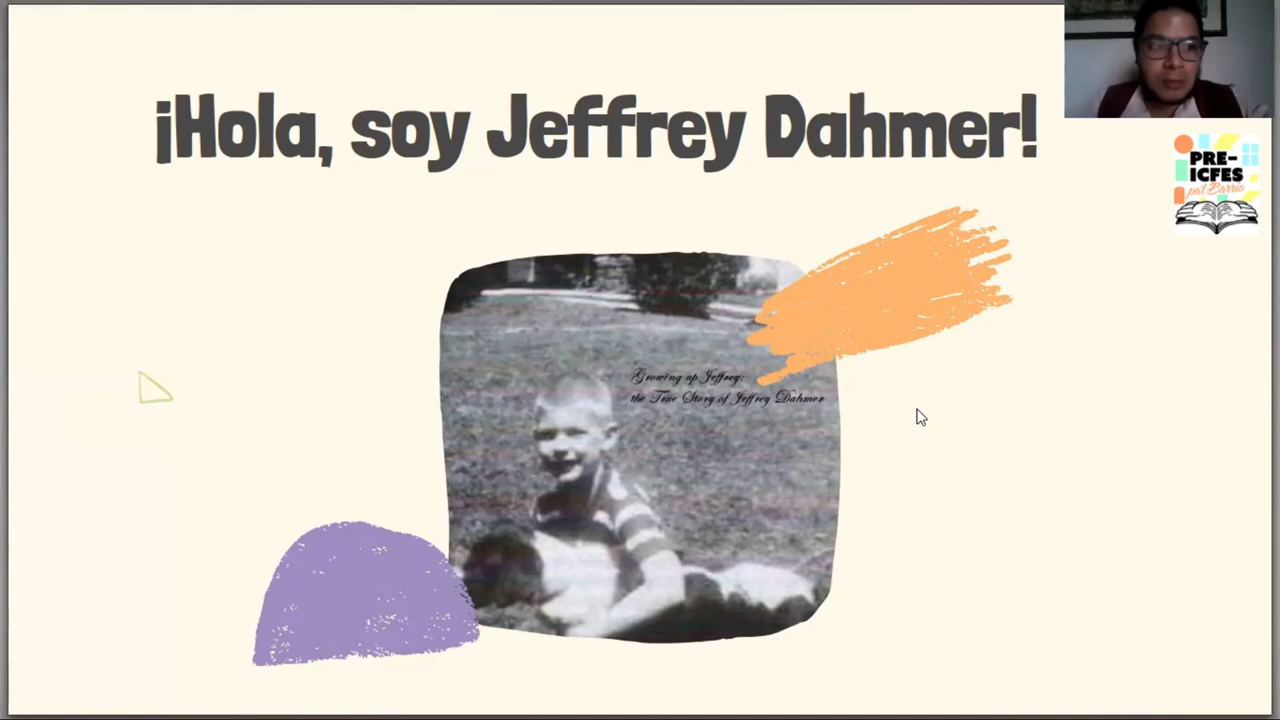 ¡Hola, soy Jeffrey Dahmer!
PRE-
ICFES
pal Barrio
Growing up Jeffrey:
the True Story of Jeffrey Dahmer